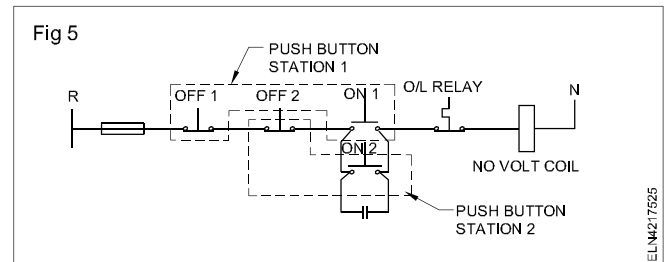 Fig 5
PUSH BUTTON
STATION 1
R
OFF 1
OFF 2
ON 1
O/L RELAY
N
ON 2
NO VOLT COIL
PUSH BUTTON
STATION 2
ELN4217525